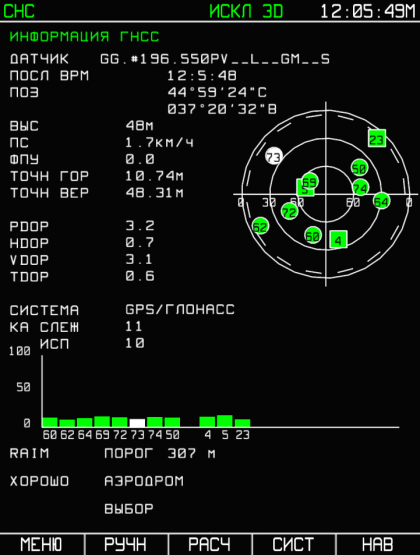 СНС ИСКЛ 3D 12:05:49М
ИНФОРМАЦИЯ ГНСС
ДАТЧИК GG.#196.550PV__L__GM__S
ПОСЛ ВРМ 12:5:48
ПОЗ 44°59'24"С
037°20'32"В
ВЫС 48м
ПС 1.7км/ч
ФПУ 0.0
ТОЧН ГОР 10.74м
ТОЧН ВЕР 48.31м
23
73
50
65
5
74
0 30 60 60 0
64
72
62
60
4
PDOP 3.2
HDOP 0.7
VDOP 3.1
TDOP 0.6
СИСТЕМА GPS/ГЛОНАСС
КА СЛЕЖ 11
ИСП 10
100
50
0
60 62 64 69 72 73 74 50 4 5 23
RAIM ПОРОГ 307 м
ХОРОШО АЭРОДРОМ
ВЫБОР
МЕНЮ РУЧН РАСЧ СИСТ НАВ